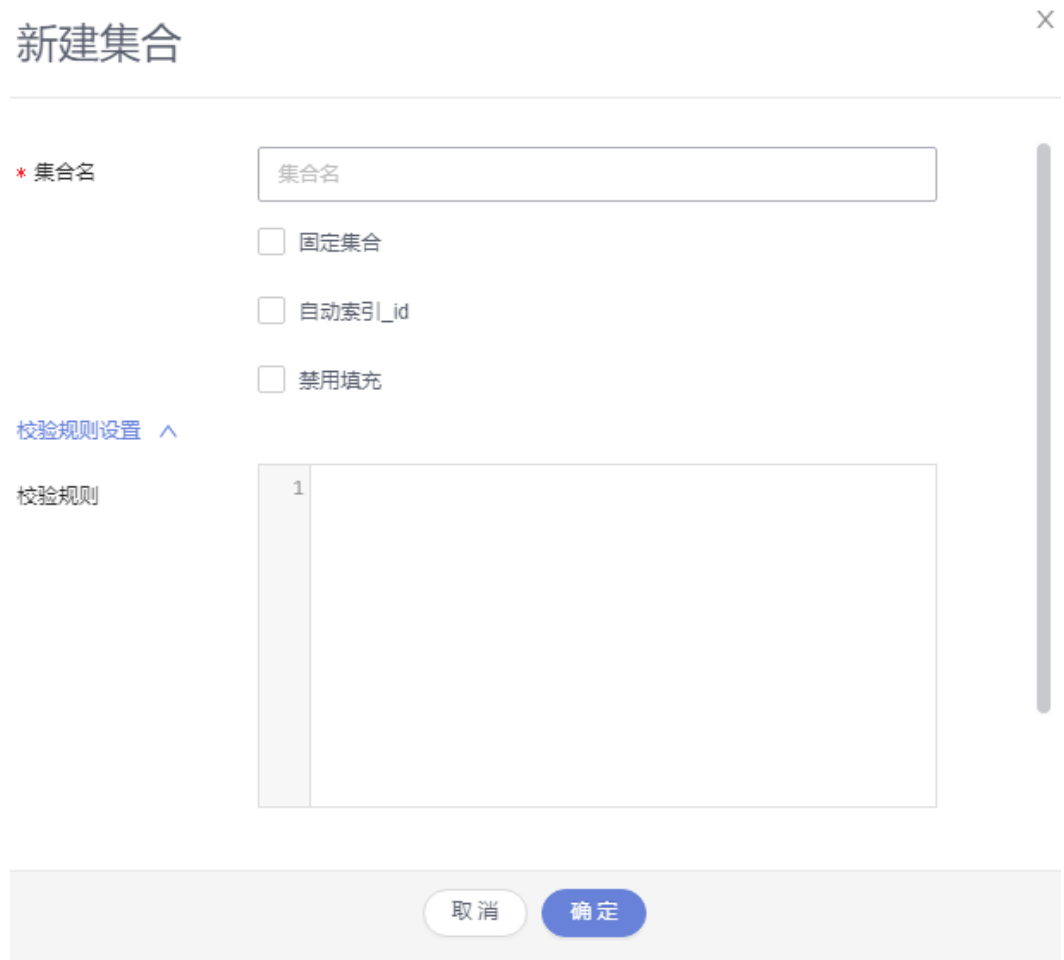 新建集合
* 集合名
集合名
固定集合
自动索引_id
禁用填充
校验规则设置
校验规则
1
取消 确定